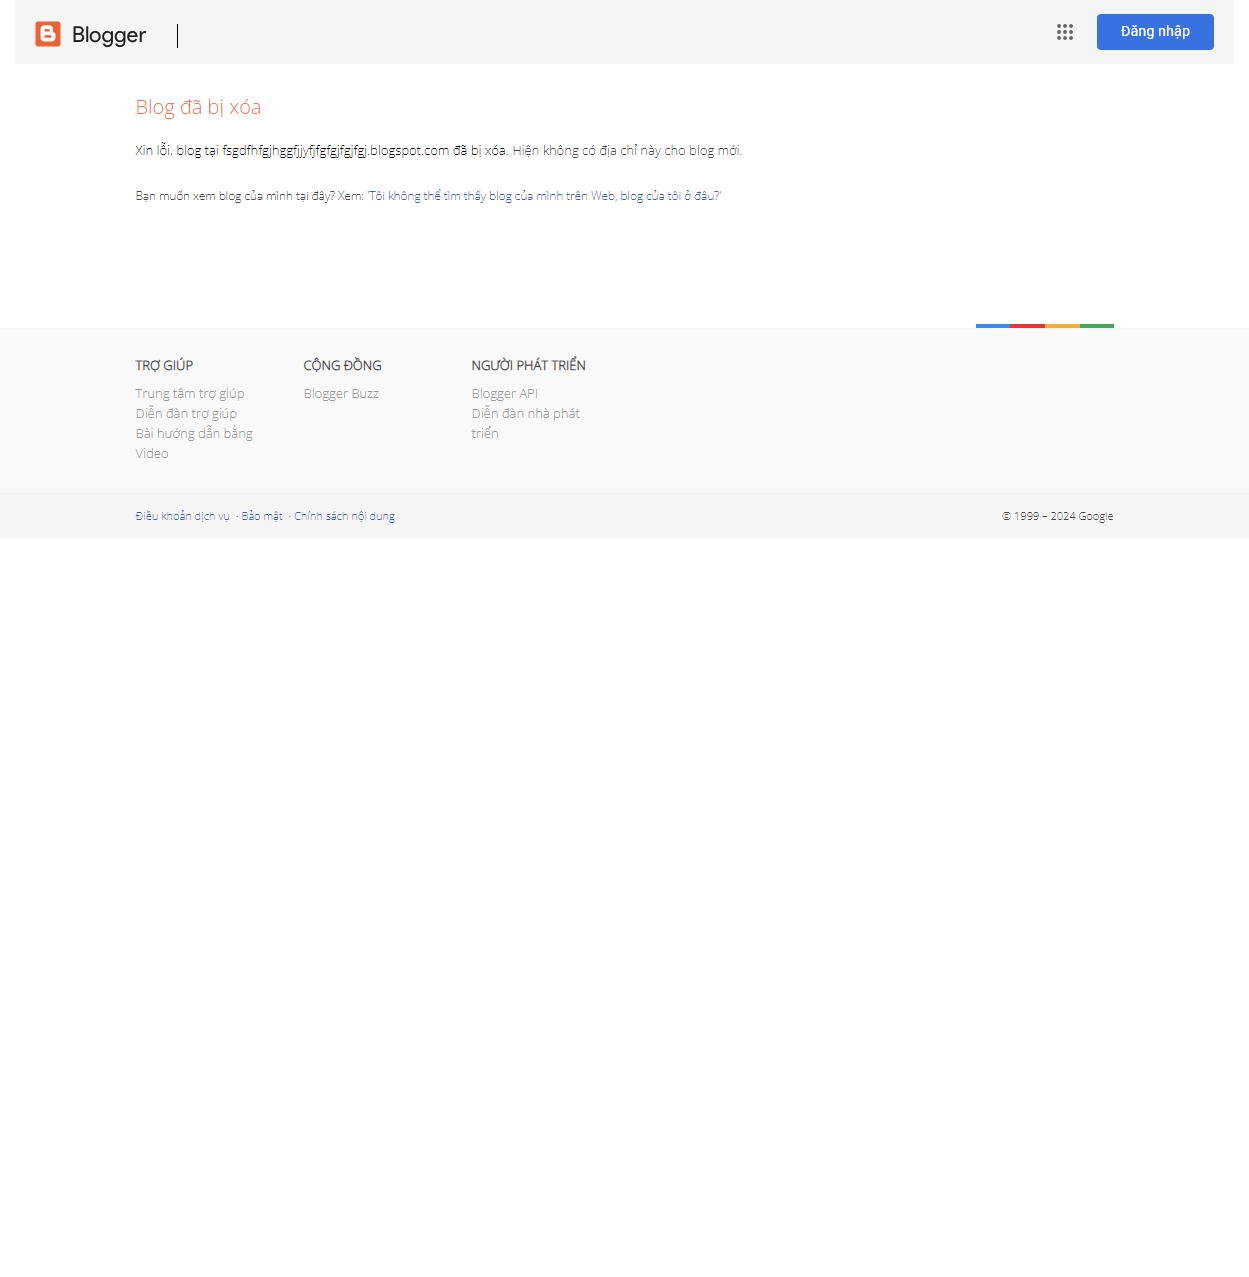 Blogger
Đăng nhập
Blog đã bị xóa
Xin lỗi, blog tại fsgdfhfgjhggfjjyfjfgfgjfgjfgj.blogspot.com đã bị xóa. Hiện không có địa chỉ này cho blog mới.
Bạn muốn xem blog của mình tại đây? Xem: 'Tôi không thể tìm thấy blog của mình trên Web, blog của tôi ở đâu?'
TRỢ GIÚP
Trung tâm trợ giúp
Diễn đàn trợ giúp
Bài hướng dẫn bằng
Video
CỘNG ĐỒNG
Blogger Buzz
NGƯỜI PHÁT TRIỂN
Blogger API
Diễn đàn nhà phát
triển
Điều khoản dịch vụ · Bảo mật · Chính sách nội dung
© 1999 – 2024 Google